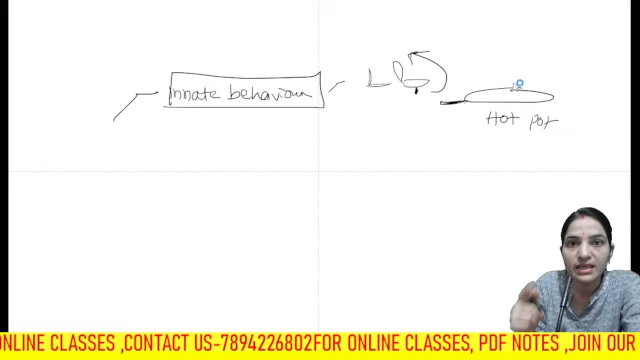 innate behaviour
Hot pot
ONLINE CLASSES ,CONTACT US-7894226802FOR ONLINE CLASSES, PDF NOTES ,JOIN OUR